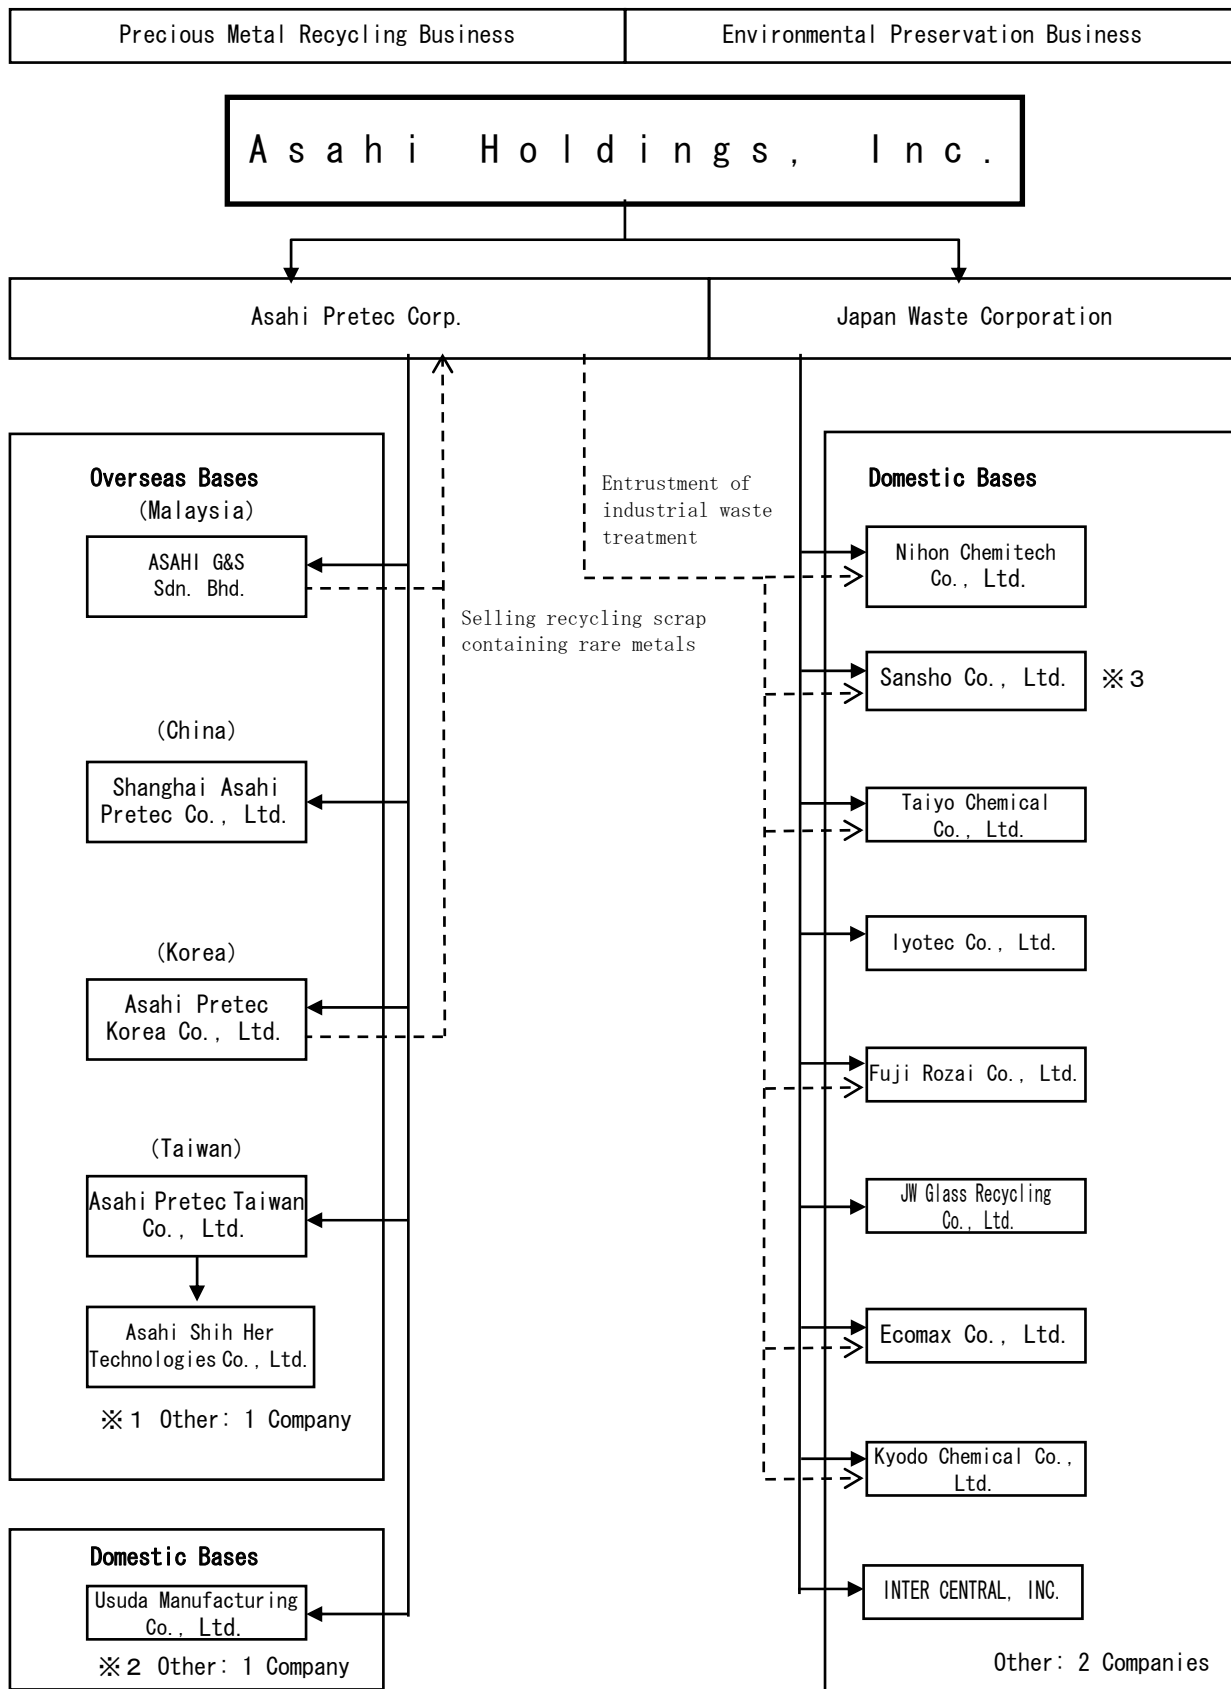 Precious Metal Recycling Business
Environmental Preservation Business
Asahi Holdings, Inc.
Asahi Pretec Corp.
Japan Waste Corporation
Overseas Bases
(Malaysia)
ASAHI G&S
Sdn. Bhd.
(China)
Shanghai Asahi
Pretec Co., Ltd.
(Korea)
Asahi Pretec
Korea Co., Ltd.
(Taiwan)
Asahi Pretec Taiwan
Co., Ltd.
Asahi Shih Her
Technologies Co., Ltd.
※1 Other: 1 Company
Domestic Bases
Usuda Manufacturing
Co., Ltd.
※2 Other: 1 Company
Selling recycling scrap
containing rare metals
Entrustment of
industrial waste
treatment
Domestic Bases
Nihon Chemitech
Co., Ltd.
Sansho Co., Ltd. ※3
Taiyo Chemical
Co., Ltd.
Iyotec Co., Ltd.
Fuji Rozai Co., Ltd.
JW Glass Recycling
Co., Ltd.
Ecomax Co., Ltd.
Kyodo Chemical Co.,
Ltd.
INTER CENTRAL, INC.
Other: 2 Companies